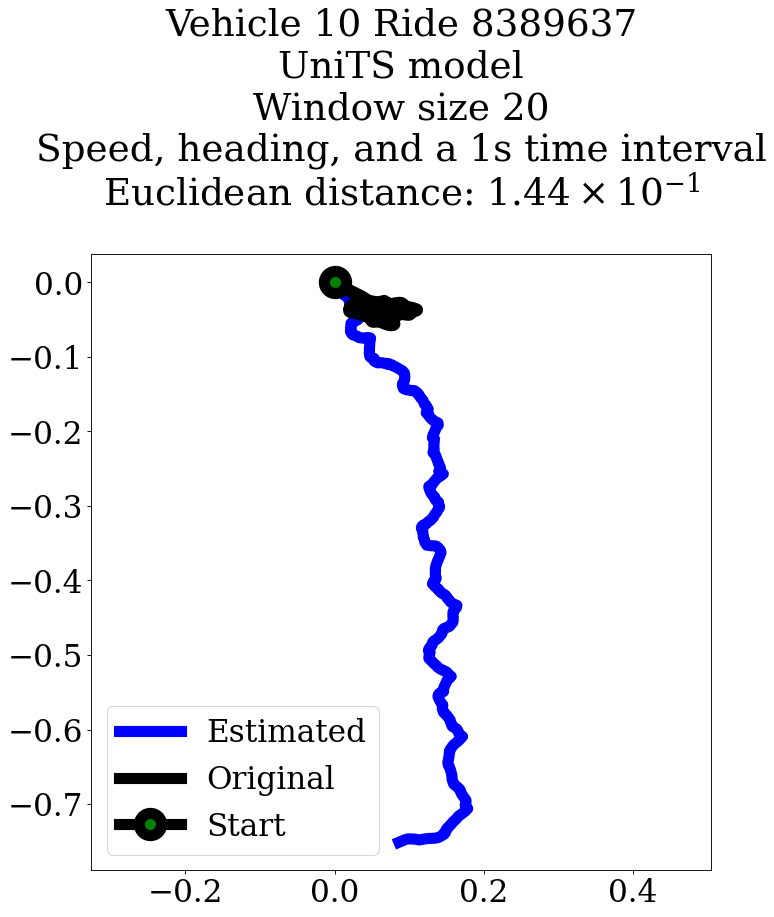 Vehicle 10 Ride 8389637
UniTS model
Window size 20
Speed, heading, and a 1s time interval
Euclidean distance: 1.44 × 10⁻¹
0.0
−0.1
−0.2
−0.3
−0.4
−0.5
−0.6
−0.7
Estimated
Original
Start
−0.2 0.0 0.2 0.4